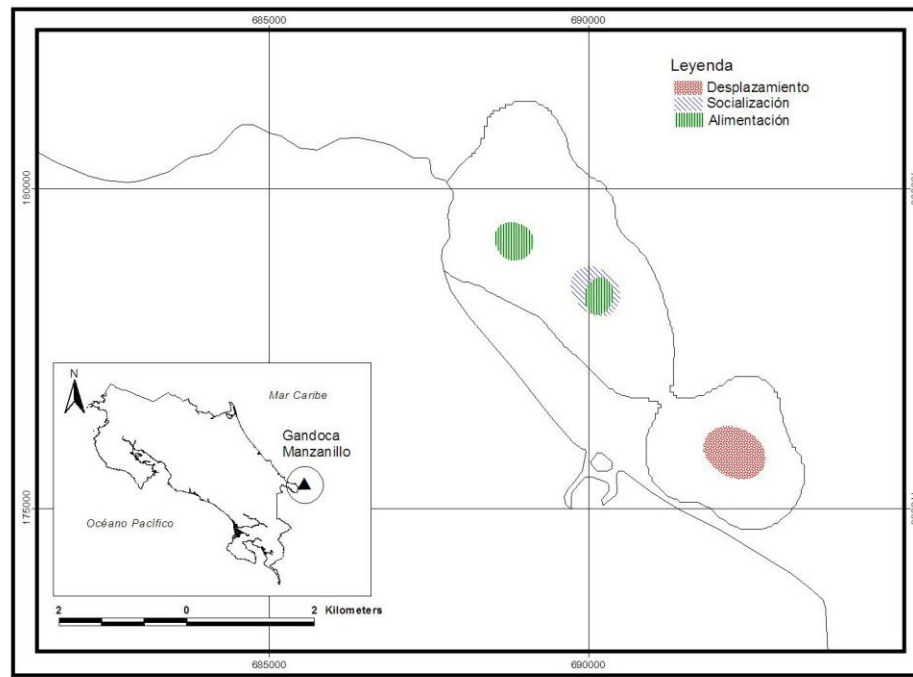 685000
690000
Leyenda
Desplazamiento
Socialización
Alimentación
180000
N
Mar Caribe
Gandoca
Manzanillo
Océano Pacífico
175000
2 0 2 Kilometers
685000
690000